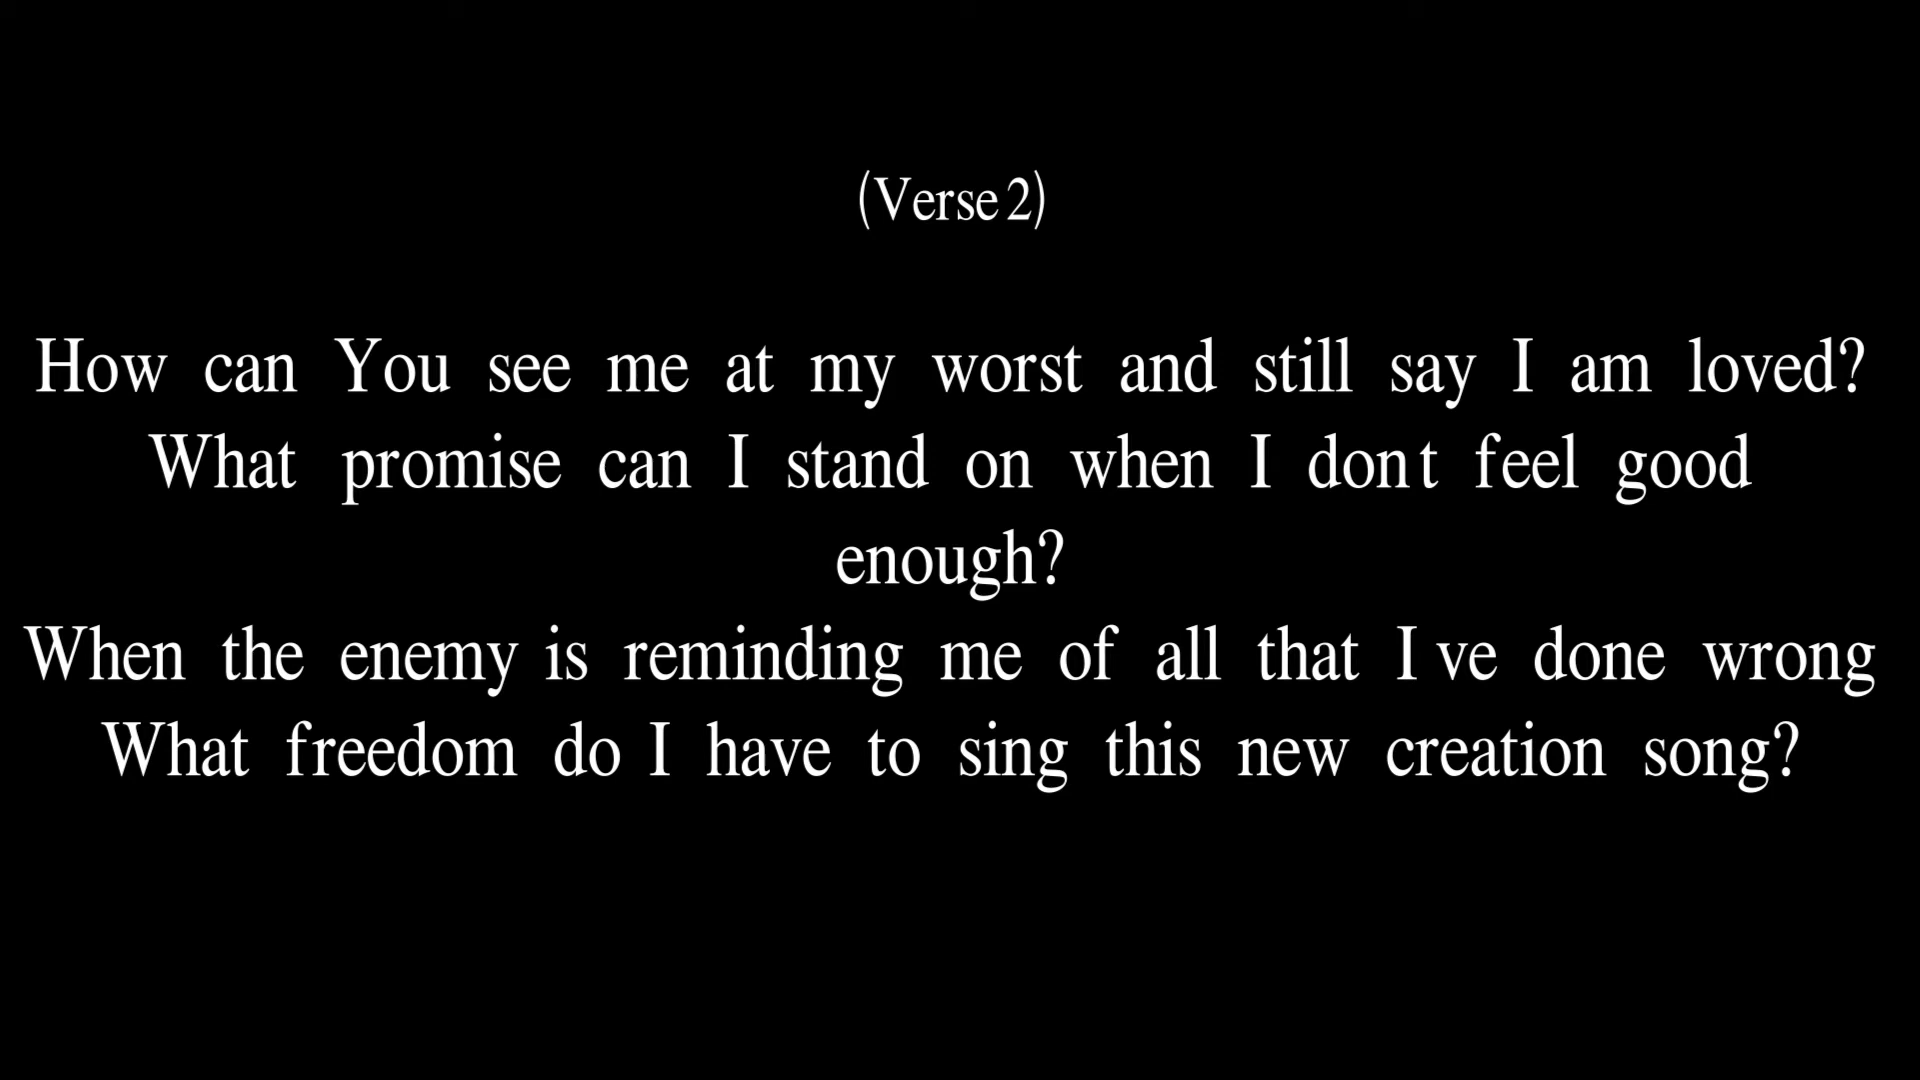 (Verse 2)
How can You see me at my worst and still say I am loved?
What promise can I stand on when I don t feel good
enough?
When the enemy is reminding me of all that I ve done wrong
What freedom do I have to sing this new creation song?